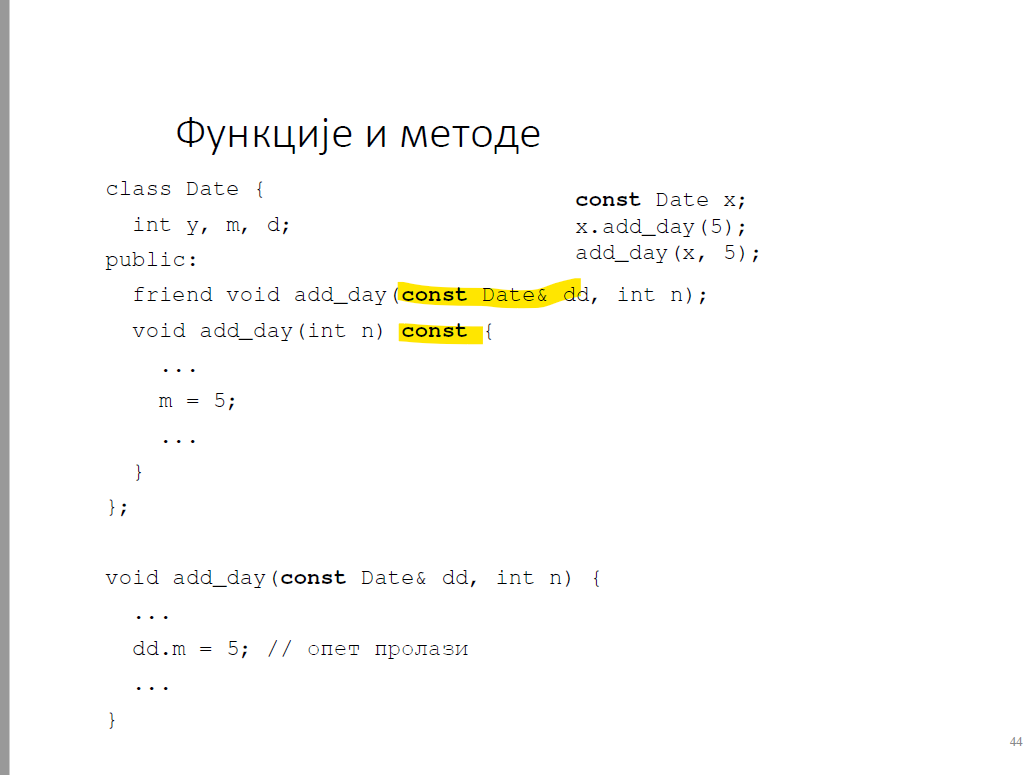 Функције и методе
class Date {
int y, m, d;
public:
friend void add_day(const Date& dd, int n);
void add_day(int n) const {
...
m = 5;
...
}
};
void add_day(const Date& dd, int n) {
...
dd.m = 5; // опет пролази
...
}
const Date x;
x.add_day(5);
add_day(x, 5);
44